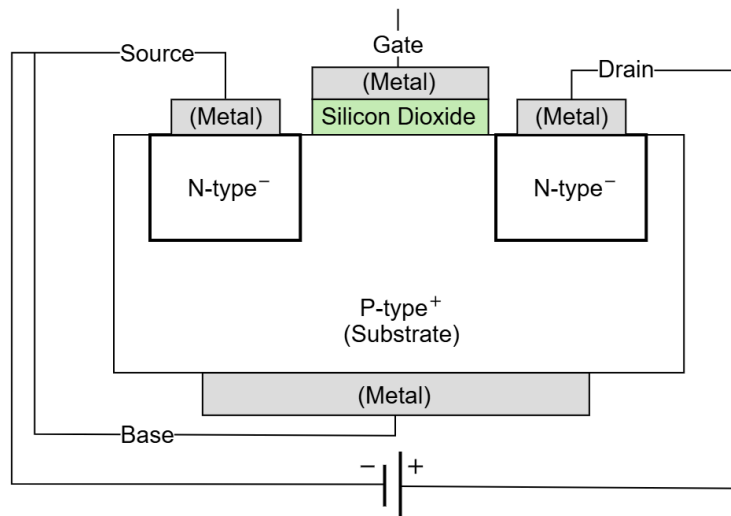 Gate
Source
Drain
(Metal)
(Metal)
Silicon Dioxide
(Metal)
N-type⁻
N-type⁻
P-type⁺
(Substrate)
(Metal)
Base
− +